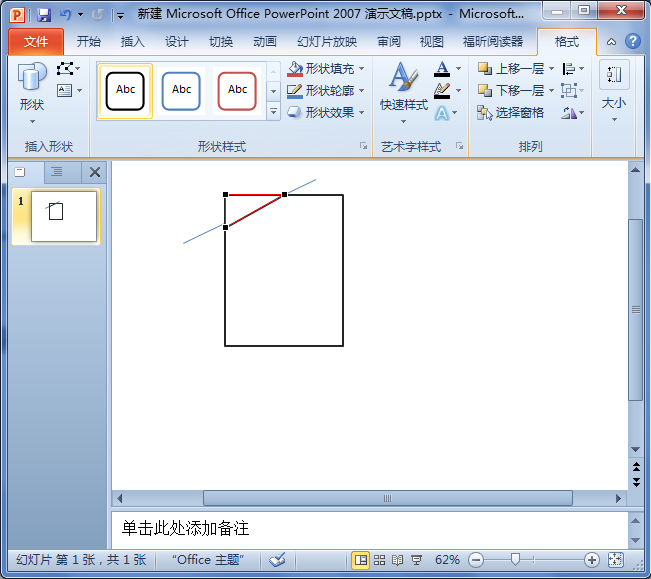 新建 Microsoft Office PowerPoint 2007 演示文稿.pptx - Microsoft...
文件 开始 插入 设计 切换 动画 幻灯片放映 审阅 视图 福昕阅读器 格式
形状
Abc Abc Abc
形状填充
形状轮廓
形状效果
快速样式
上移一层
下移一层
选择窗格
大小
插入形状 形状样式 艺术字样式 排列
1
单击此处添加备注
幻灯片 第 1 张，共 1 张 "Office 主题" 62%